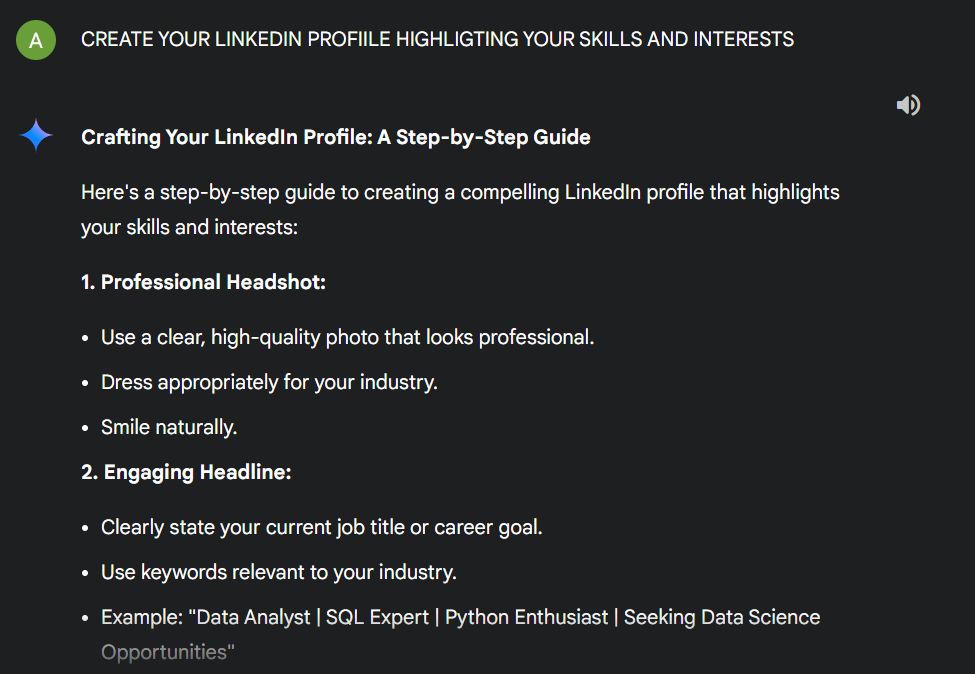 A
CREATE YOUR LINKEDIN PROFIILE HIGHLIGTING YOUR SKILLS AND INTERESTS
Crafting Your LinkedIn Profile: A Step-by-Step Guide
Here's a step-by-step guide to creating a compelling LinkedIn profile that highlights
your skills and interests:
1. Professional Headshot:
• Use a clear, high-quality photo that looks professional.
• Dress appropriately for your industry.
• Smile naturally.
2. Engaging Headline:
• Clearly state your current job title or career goal.
• Use keywords relevant to your industry.
• Example: "Data Analyst | SQL Expert | Python Enthusiast | Seeking Data Science
Opportunities"